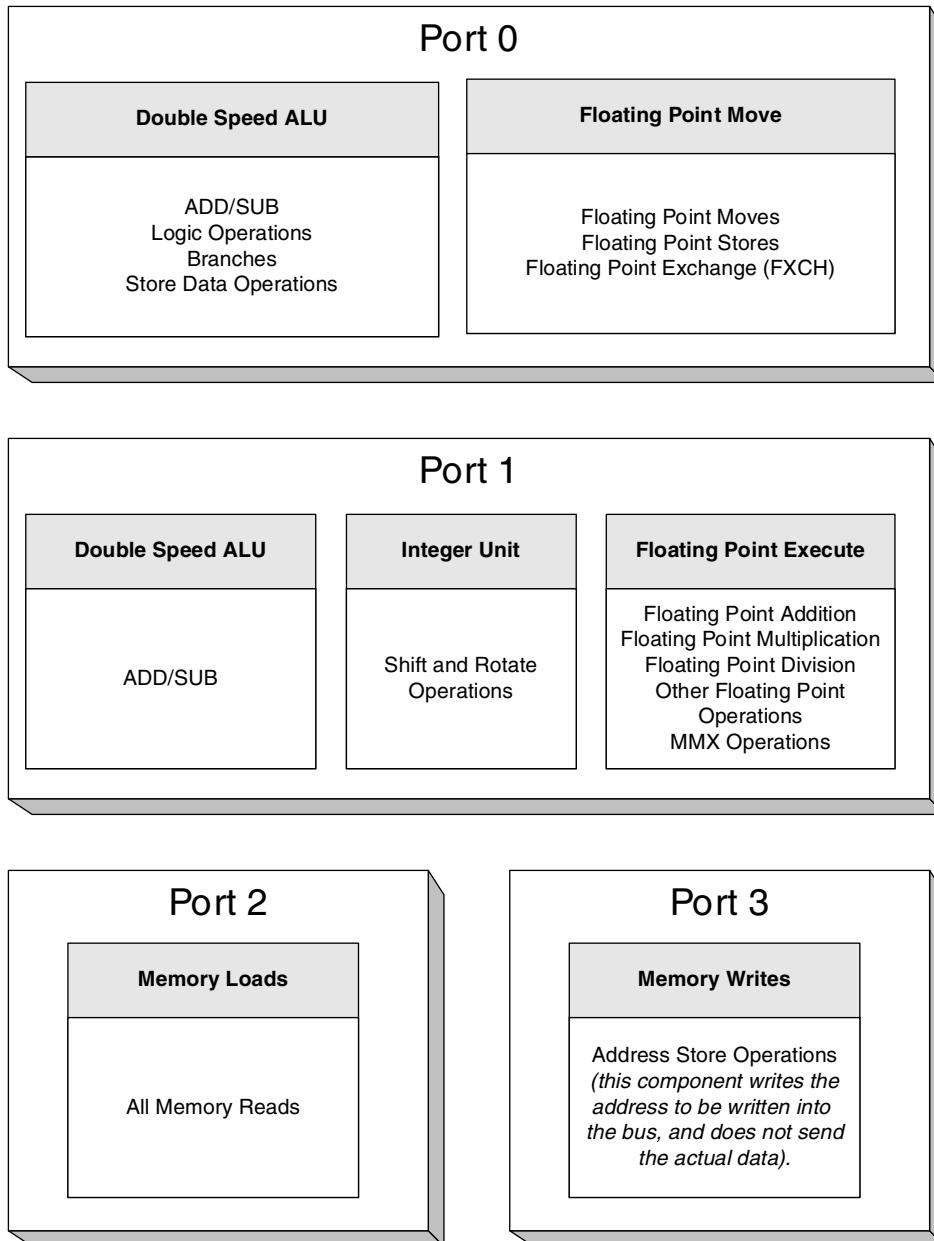 Port 0
Double Speed ALU
ADD/SUB
Logic Operations
Branches
Store Data Operations
Floating Point Move
Floating Point Moves
Floating Point Stores
Floating Point Exchange (FXCH)
Port 1
Double Speed ALU
ADD/SUB
Integer Unit
Shift and Rotate
Operations
Floating Point Execute
Floating Point Addition
Floating Point Multiplication
Floating Point Division
Other Floating Point
Operations
MMX Operations
Port 2
Memory Loads
All Memory Reads
Port 3
Memory Writes
Address Store Operations
(this component writes the
address to be written into
the bus, and does not send
the actual data).